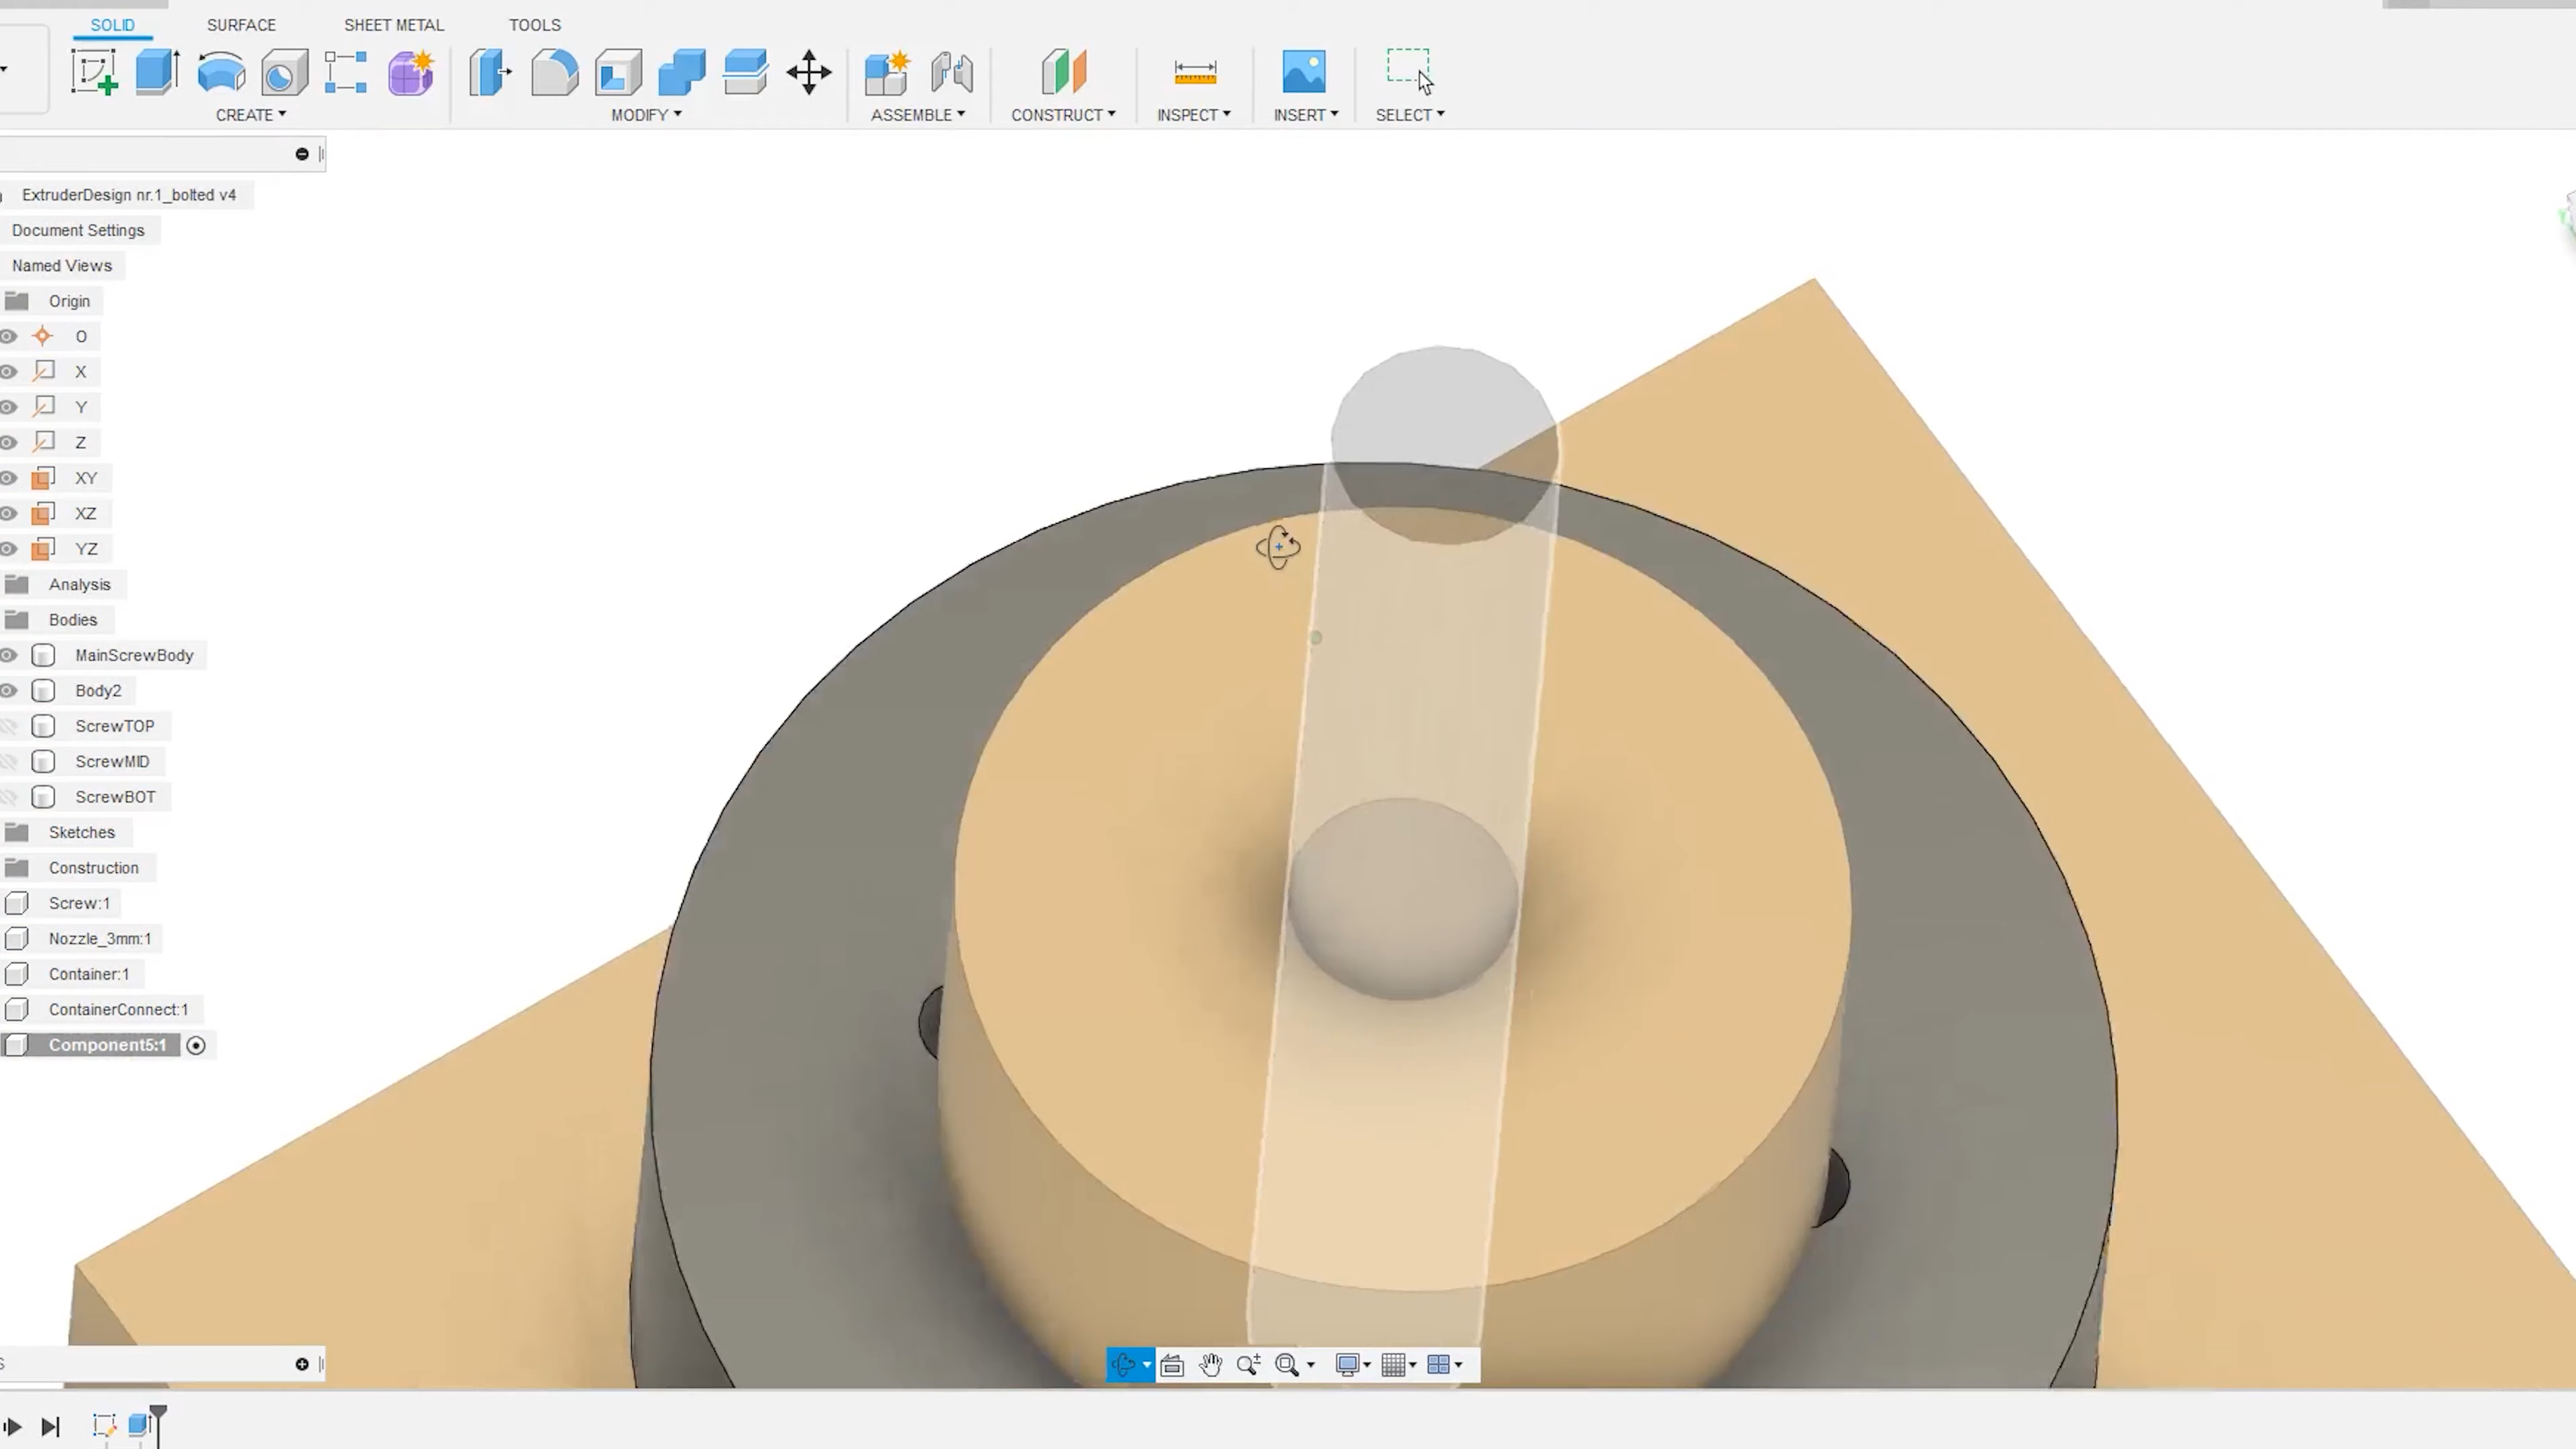 SOLID SURFACE SHEET METAL TOOLS
CREATE MODIFY ASSEMBLE CONSTRUCT INSPECT INSERT SELECT
ExtruderDesign nr.1_bolted v4
Document Settings
Named Views
Origin
O
X
Y
Z
XY
XZ
YZ
Analysis
Bodies
MainScrewBody
Body2
ScrewTOP
ScrewMID
ScrewBOT
Sketches
Construction
Screw:1
Nozzle_3mm:1
Container:1
ContainerConnect:1
Component5:1
S